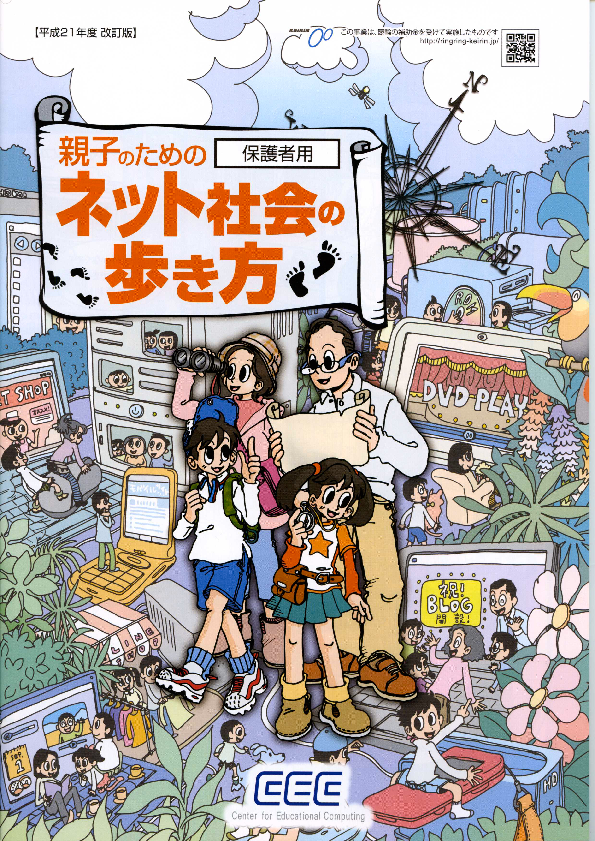 【平成21年度 改訂版】
この事業は、競輪の補助金を受けて実施したものです
http://ringring-keirin.jp/
親子のための
保護者用
ネット社会の
歩き方
N
DVD PLAY
T SHOP
祝!
BLOG
開設!
HD
CEC
Center for Educational Computing